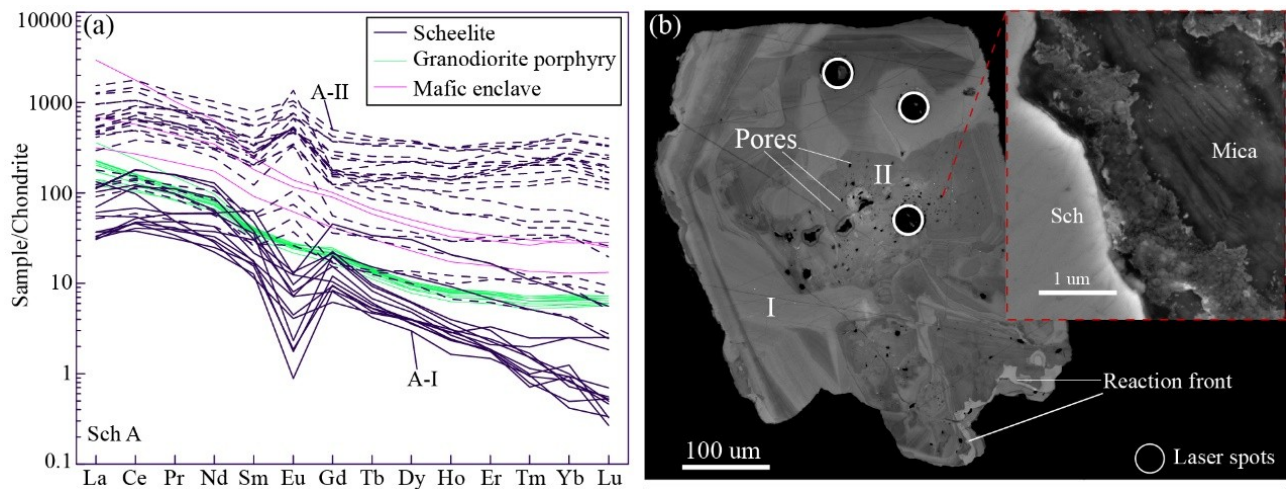 (a)
Scheelite
Granodiorite porphyry
Mafic enclave
Sample/Chondrite
10000
1000
100
10
1
0.1
A-II
A-I
Sch A
La Ce Pr Nd Sm Eu Gd Tb Dy Ho Er Tm Yb Lu
(b)
Pores
II
I
Mica
Sch
1 um
Reaction front
100 um
Laser spots